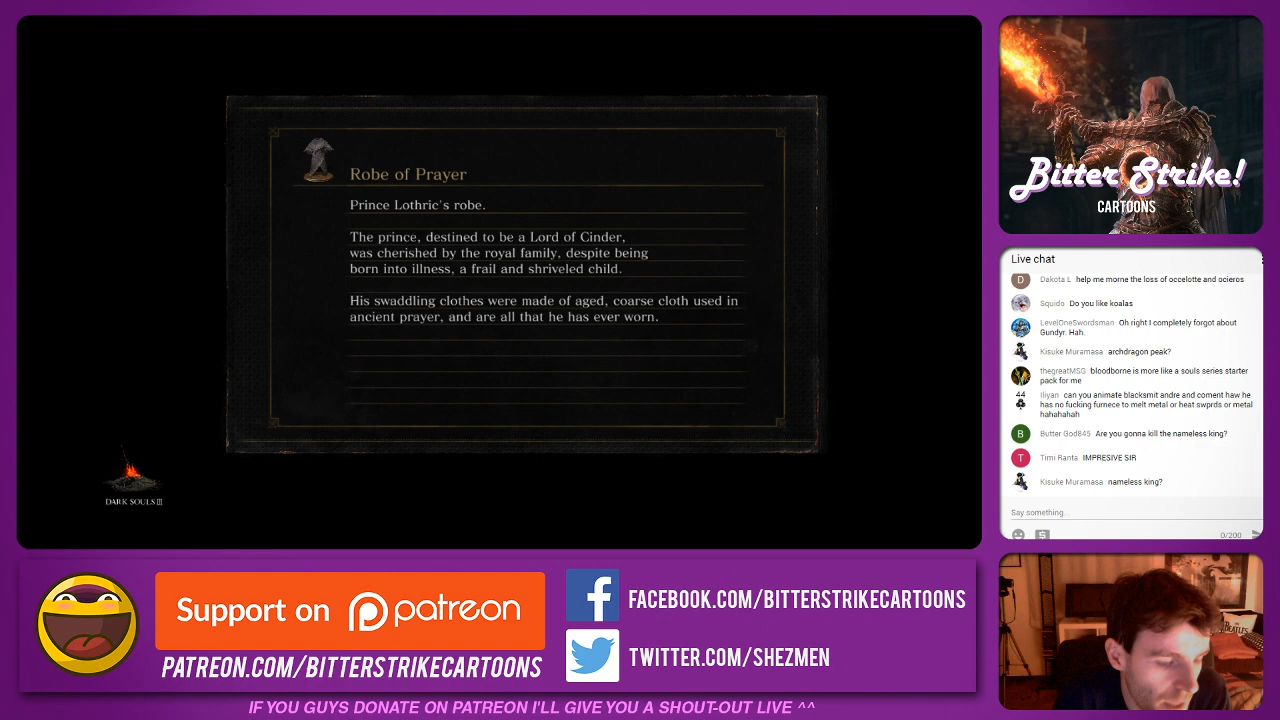 Robe of Prayer
Prince Lothric's robe.
The prince, destined to be a Lord of Cinder,
was cherished by the royal family, despite being
born into illness, a frail and shriveled child.
His swaddling clothes were made of aged, coarse cloth used in
ancient prayer, and are all that he has ever worn.
DARK SOULS III
Bitter Strike!
CARTOONS
Live chat
D Dakota L help me morne the loss of occelotte and ocieros
Squido Do you like koalas
LevelOneSwordsman Oh right I completely forgot about
Gundyr. Hah.
Kisuke Muramasa archdragon peak?
thegreatMSG bloodborne is more like a souls series starter
pack for me
44 Iliyan can you animate blacksmit andre and coment haw he
has no fucking furnece to melt metal or heat swprds or metal
hahahahah
B Butter God845 Are you gonna kill the nameless king?
T Timi Ranta IMPRESIVE SIR
Kisuke Muramasa nameless king?
Say something...
0/200
Support on patreon
PATREON.COM/BITTERSTRIKECARTOONS
f FACEBOOK.COM/BITTERSTRIKECARTOONS
TWITTER.COM/SHEZMEN
BEATLES
IF YOU GUYS DONATE ON PATREON I'LL GIVE YOU A SHOUT-OUT LIVE ^^